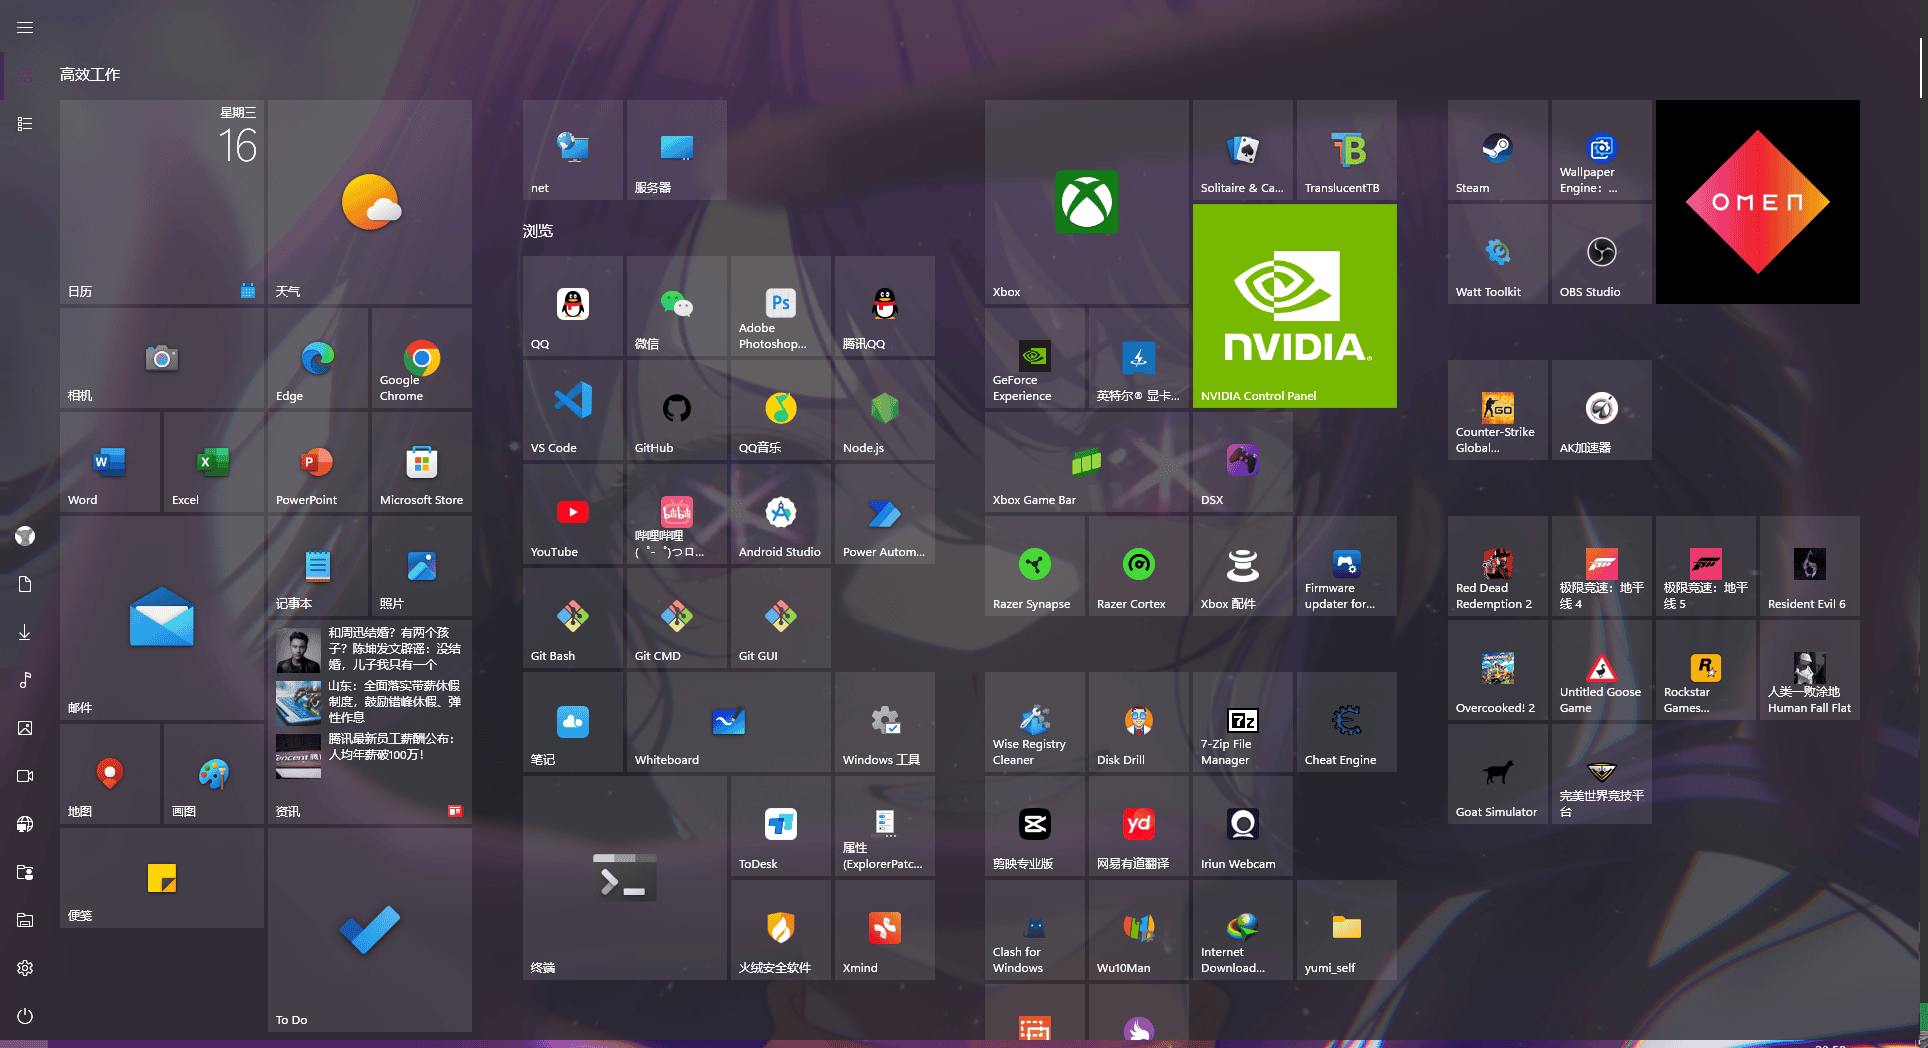 高效工作
星期三
16
日历
天气
相机
Edge
Google
Chrome
Word
Excel
PowerPoint
Microsoft Store
邮件
记事本
照片
和周迅结婚？有两个孩
子？陈坤发文辟谣：没结
婚，儿子我只有一个
山东：全面落实带薪休假
制度，鼓励错峰休假、弹
性作息
腾讯最新员工薪酬公布：
人均年薪破100万！
资讯
地图
画图
便笺
To Do
net
服务器
浏览
QQ
微信
Ps
Adobe
Photoshop...
腾讯QQ
VS Code
GitHub
QQ音乐
Node.js
YouTube
bilibili
哔哩哔哩
( ゜- ゜)つロ...
Android Studio
Power Autom...
Git Bash
Git CMD
Git GUI
笔记
Whiteboard
Windows 工具
终端
ToDesk
属性
(ExplorerPatc...
火绒安全软件
Xmind
Xbox
Solitaire & Ca...
TranslucentTB
GeForce
Experience
英特尔® 显卡...
NVIDIA
NVIDIA Control Panel
Xbox Game Bar
DSX
Razer Synapse
Razer Cortex
Xbox 配件
Firmware
updater for...
Wise Registry
Cleaner
Disk Drill
7z
7-Zip File
Manager
Cheat Engine
剪映专业版
yd
网易有道翻译
Iriun Webcam
Clash for
Windows
Wu10Man
Internet
Download...
yumi_self
Steam
Wallpaper
Engine：...
OMEN
Watt Toolkit
OBS Studio
GO
Counter-Strike
Global...
AK加速器
Red Dead
Redemption 2
极限竞速：地平
线 4
极限竞速：地平
线 5
Resident Evil 6
Overcooked! 2
Untitled Goose
Game
Rockstar
Games...
人类一败涂地
Human Fall Flat
Goat Simulator
完美世界竞技平
台